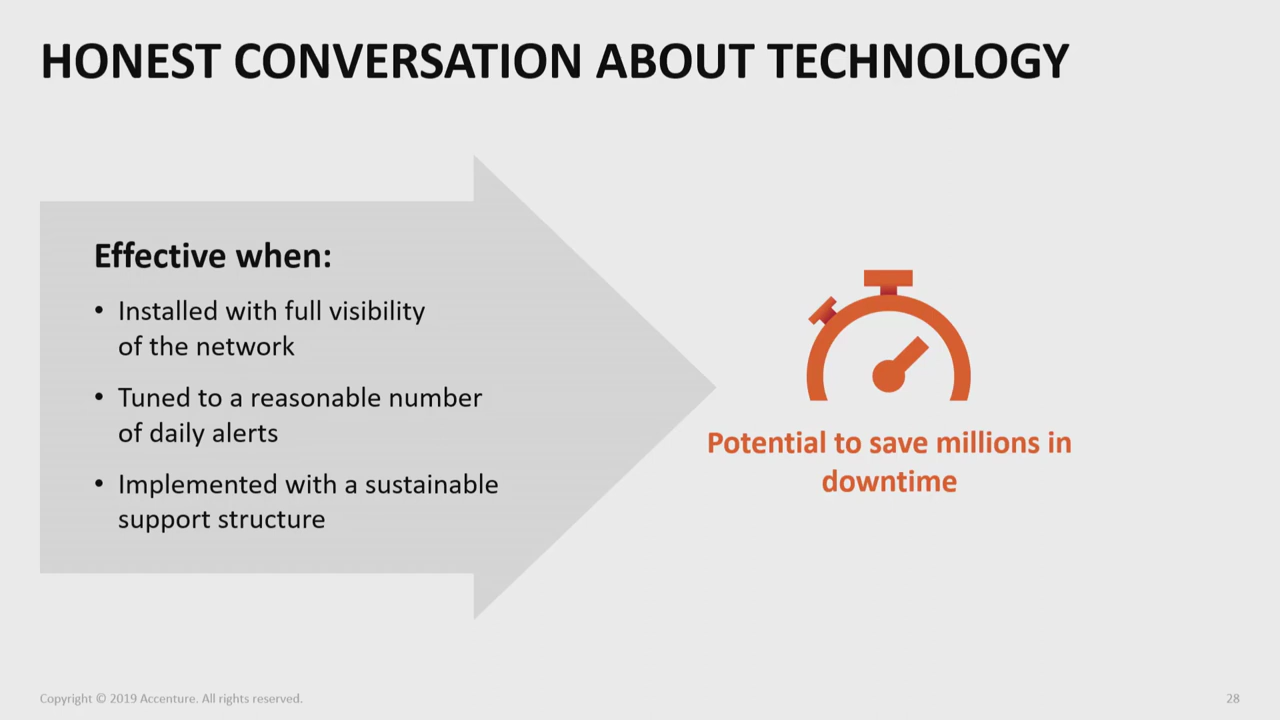 HONEST CONVERSATION ABOUT TECHNOLOGY
Effective when:
• Installed with full visibility
of the network
• Tuned to a reasonable number
of daily alerts
• Implemented with a sustainable
support structure
Potential to save millions in
downtime
Copyright © 2019 Accenture. All rights reserved.
28